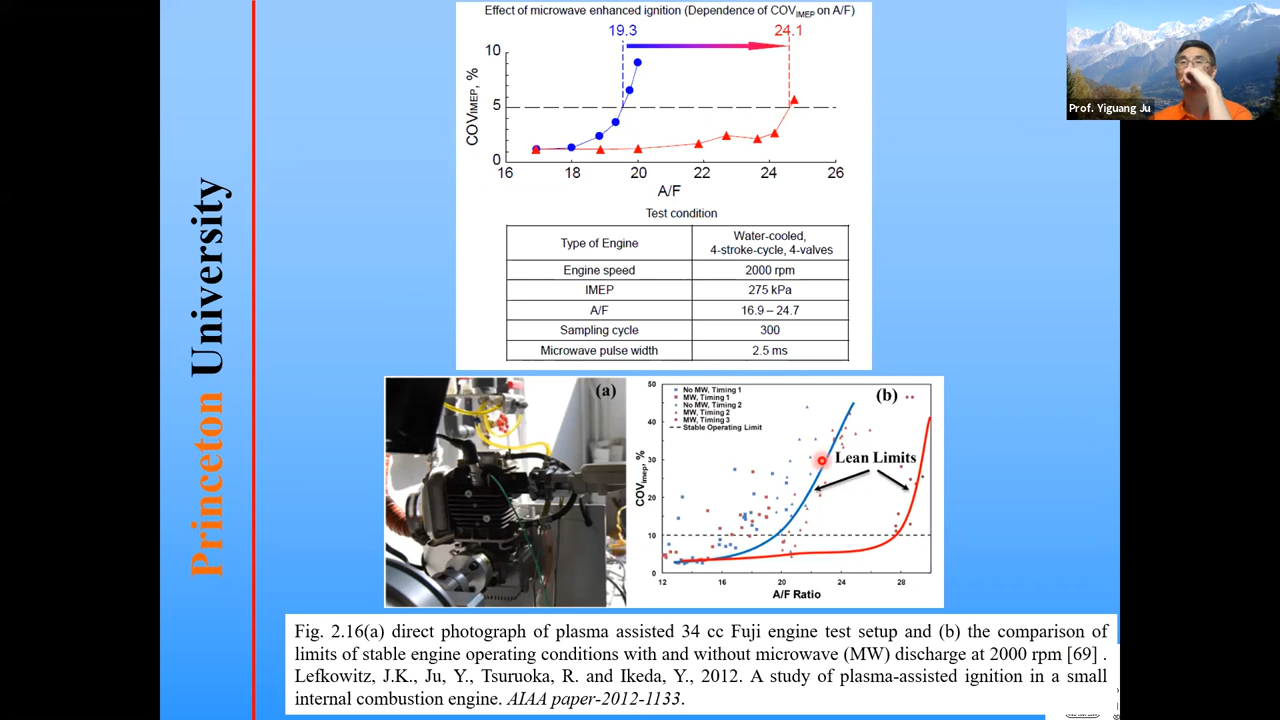 Effect of microwave enhanced ignition (Dependence of COVIMEP on A/F)
19.3
24.1
10
5
0
COVIMEP, %
16
18
20
22
24
26
A/F
Test condition
Type of Engine
Water-cooled,
4-stroke-cycle, 4-valves
Engine speed
2000 rpm
IMEP
275 kPa
A/F
16.9 – 24.7
Sampling cycle
300
Microwave pulse width
2.5 ms
Prof. Yiguang Ju
Princeton University
(a)
(b)
No MW, Timing 1
MW, Timing 1
No MW, Timing 2
MW, Timing 2
MW, Timing 3
Stable Operating Limit
Lean Limits
50
40
30
20
10
0
COVimep, %
12
16
20
24
28
A/F Ratio
Fig. 2.16(a) direct photograph of plasma assisted 34 cc Fuji engine test setup and (b) the comparison of
limits of stable engine operating conditions with and without microwave (MW) discharge at 2000 rpm [69] .
Lefkowitz, J.K., Ju, Y., Tsuruoka, R. and Ikeda, Y., 2012. A study of plasma-assisted ignition in a small
internal combustion engine. AIAA paper-2012-1133.